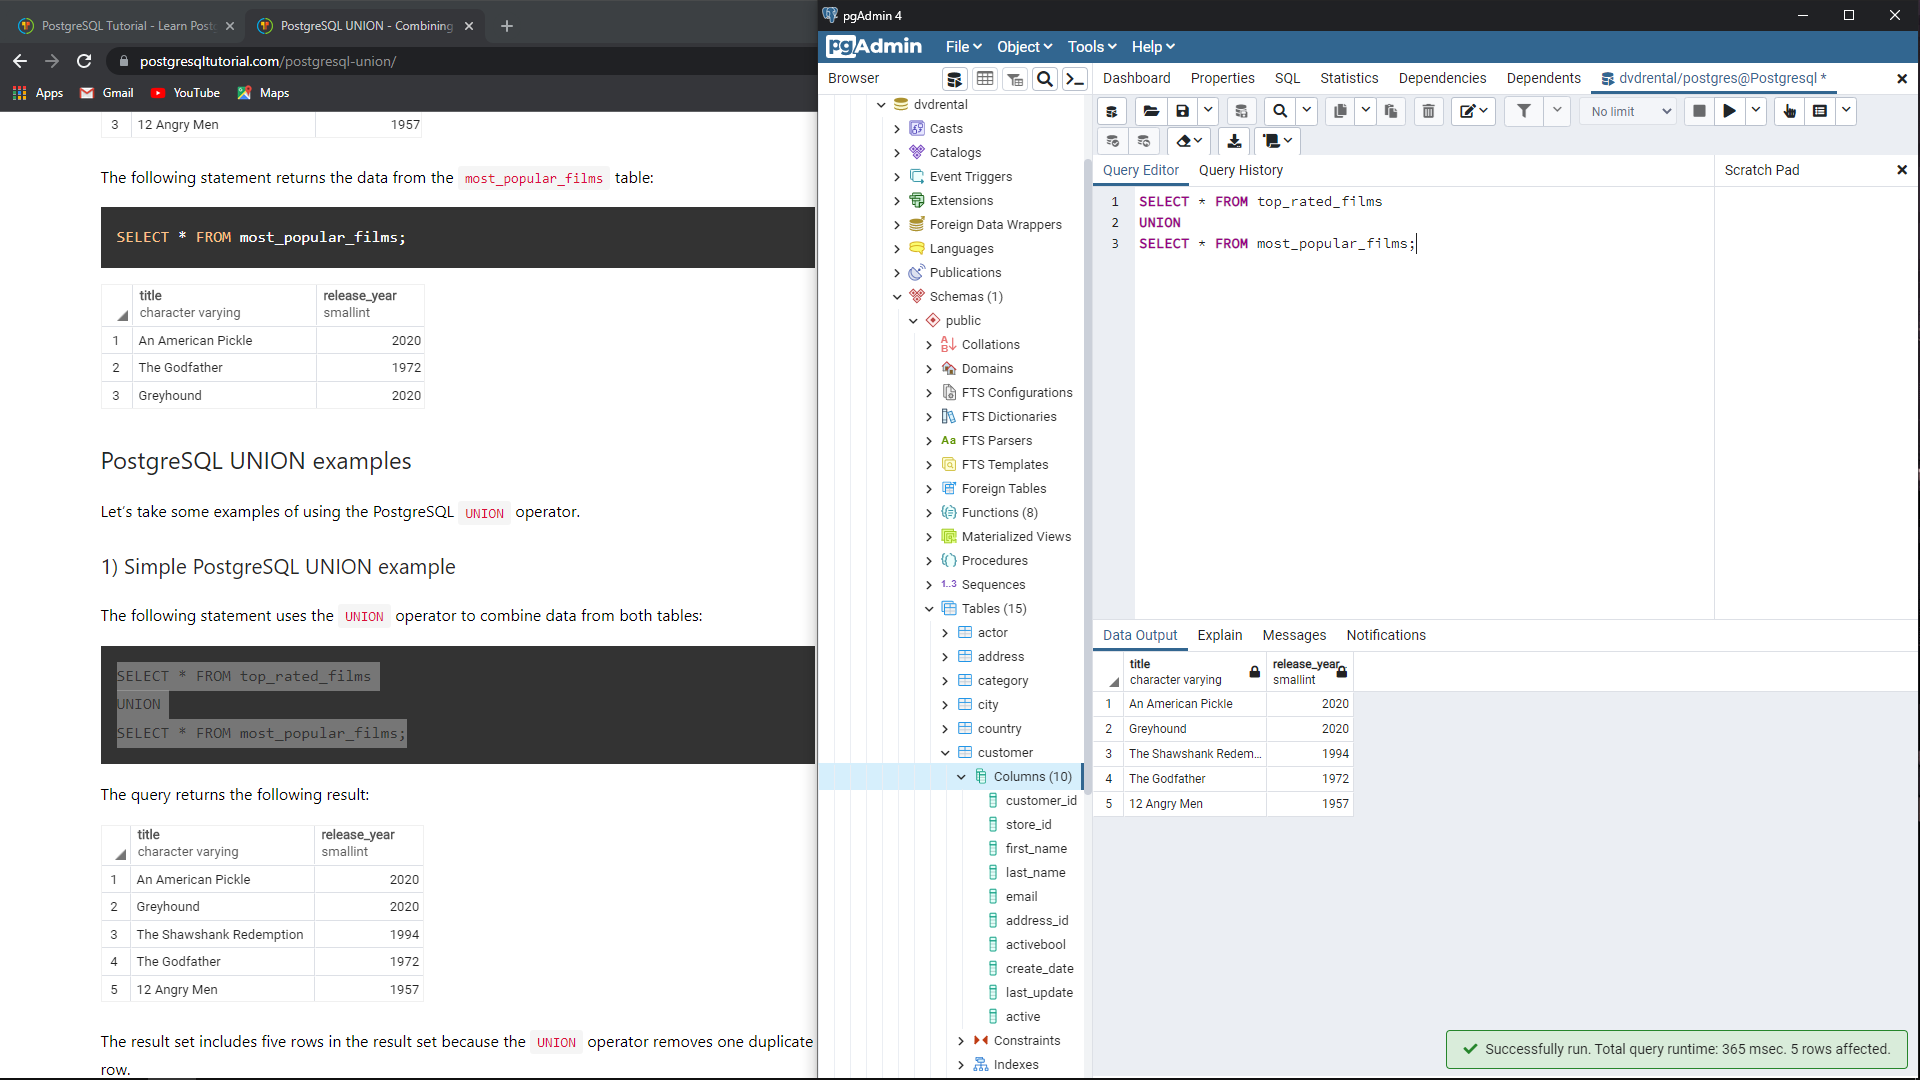 PostgreSQL Tutorial - Learn Post
PostgreSQL UNION - Combining
postgresqltutorial.com/postgresql-union/
Apps
Gmail
YouTube
Maps
3 12 Angry Men 1957
The following statement returns the data from the most_popular_films table:
SELECT * FROM most_popular_films;
title release_year
character varying smallint
1 An American Pickle 2020
2 The Godfather 1972
3 Greyhound 2020
PostgreSQL UNION examples
Let's take some examples of using the PostgreSQL UNION operator.
1) Simple PostgreSQL UNION example
The following statement uses the UNION operator to combine data from both tables:
SELECT * FROM top_rated_films
UNION
SELECT * FROM most_popular_films;
The query returns the following result:
title release_year
character varying smallint
1 An American Pickle 2020
2 Greyhound 2020
3 The Shawshank Redemption 1994
4 The Godfather 1972
5 12 Angry Men 1957
The result set includes five rows in the result set because the UNION operator removes one duplicate
row.
pgAdmin 4
pgAdmin File Object Tools Help
Browser
dvdrental
Casts
Catalogs
Event Triggers
Extensions
Foreign Data Wrappers
Languages
Publications
Schemas (1)
public
Collations
Domains
FTS Configurations
FTS Dictionaries
Aa FTS Parsers
FTS Templates
Foreign Tables
Functions (8)
Materialized Views
Procedures
1..3 Sequences
Tables (15)
actor
address
category
city
country
customer
Columns (10)
customer_id
store_id
first_name
last_name
email
address_id
activebool
create_date
last_update
active
Constraints
Indexes
Dashboard Properties SQL Statistics Dependencies Dependents dvdrental/postgres@Postgresql *
No limit
Query Editor Query History
Scratch Pad
1 SELECT * FROM top_rated_films
2 UNION
3 SELECT * FROM most_popular_films;
Data Output Explain Messages Notifications
title release_year
character varying smallint
1 An American Pickle 2020
2 Greyhound 2020
3 The Shawshank Redem... 1994
4 The Godfather 1972
5 12 Angry Men 1957
Successfully run. Total query runtime: 365 msec. 5 rows affected.